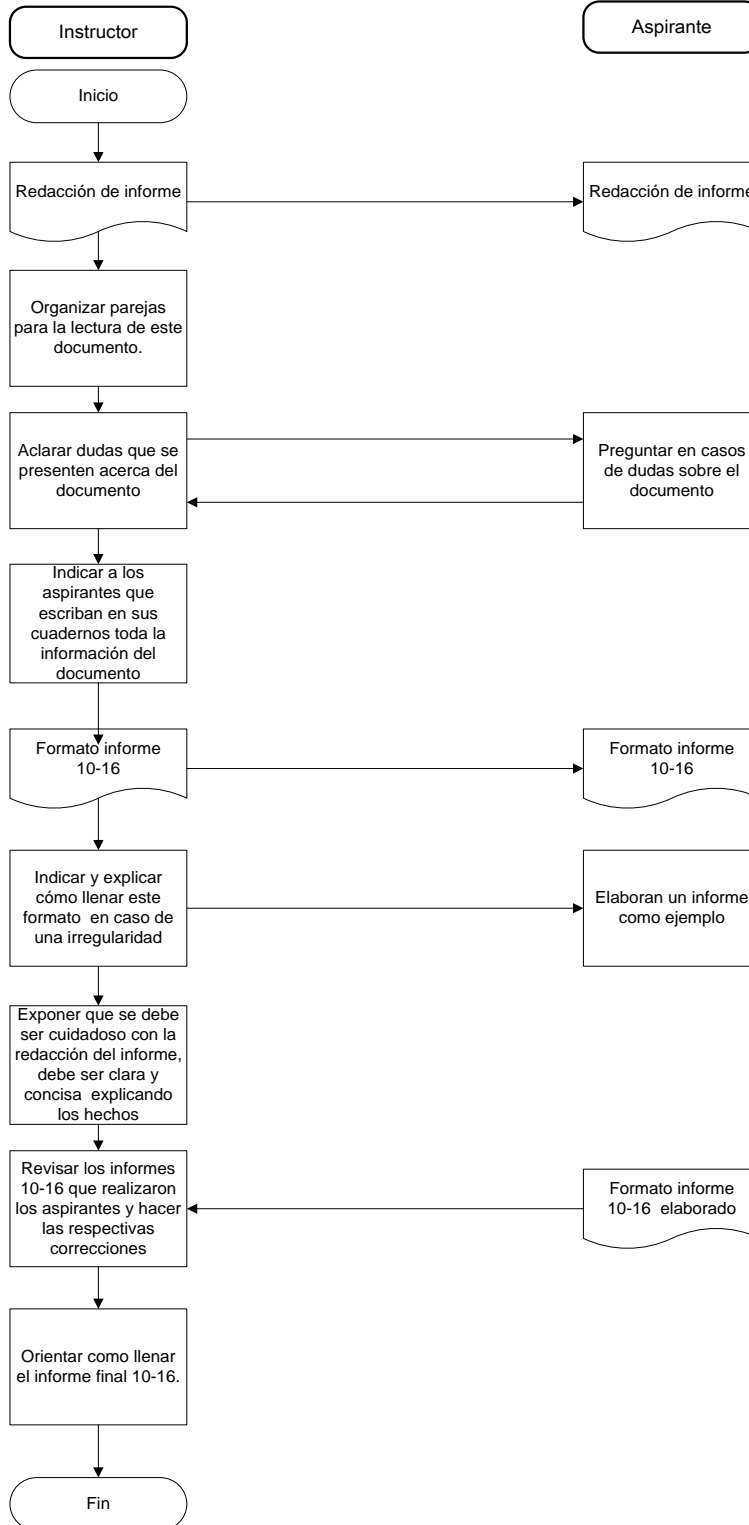 Instructor
Aspirante
Inicio
Redacción de informe
Redacción de informe
Organizar parejas
para la lectura de este
documento.
Aclarar dudas que se
presenten acerca del
documento
Preguntar en casos
de dudas sobre el
documento
Indicar a los
aspirantes que
escriban en sus
cuadernos toda la
información del
documento
Formato informe
10-16
Formato informe
10-16
Indicar y explicar
cómo llenar este
formato en caso de
una irregularidad
Elaboran un informe
como ejemplo
Exponer que se debe
ser cuidadoso con la
redacción del informe,
debe ser clara y
concisa explicando
los hechos
Revisar los informes
10-16 que realizaron
los aspirantes y hacer
las respectivas
correcciones
Formato informe
10-16 elaborado
Orientar como llenar
el informe final 10-16.
Fin